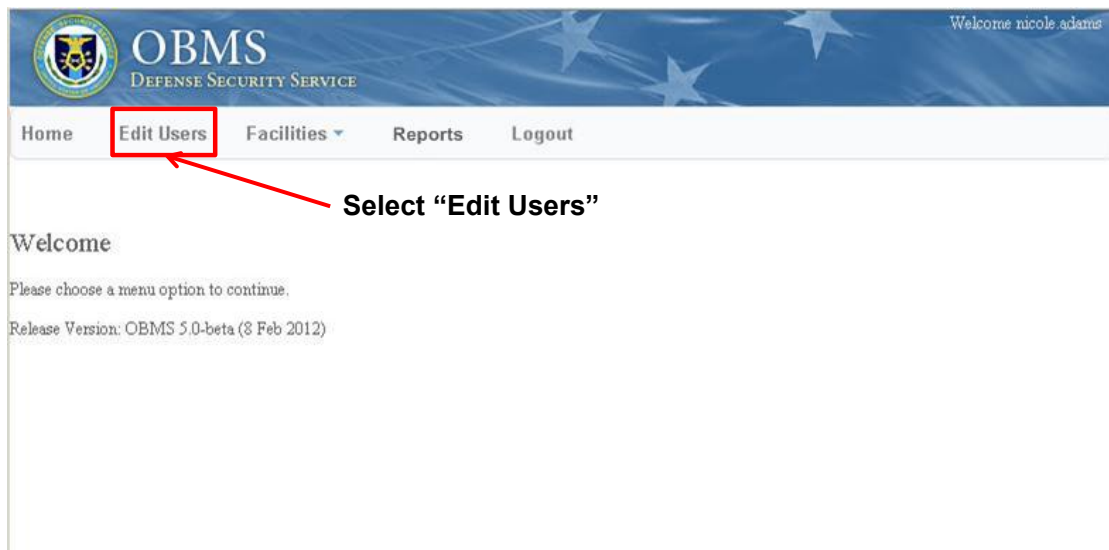 Welcome nicole.adams
OBMS
DEFENSE SECURITY SERVICE
Home Edit Users Facilities Reports Logout
Select “Edit Users”
Welcome
Please choose a menu option to continue.
Release Version: OBMS 5.0-beta (8 Feb 2012)